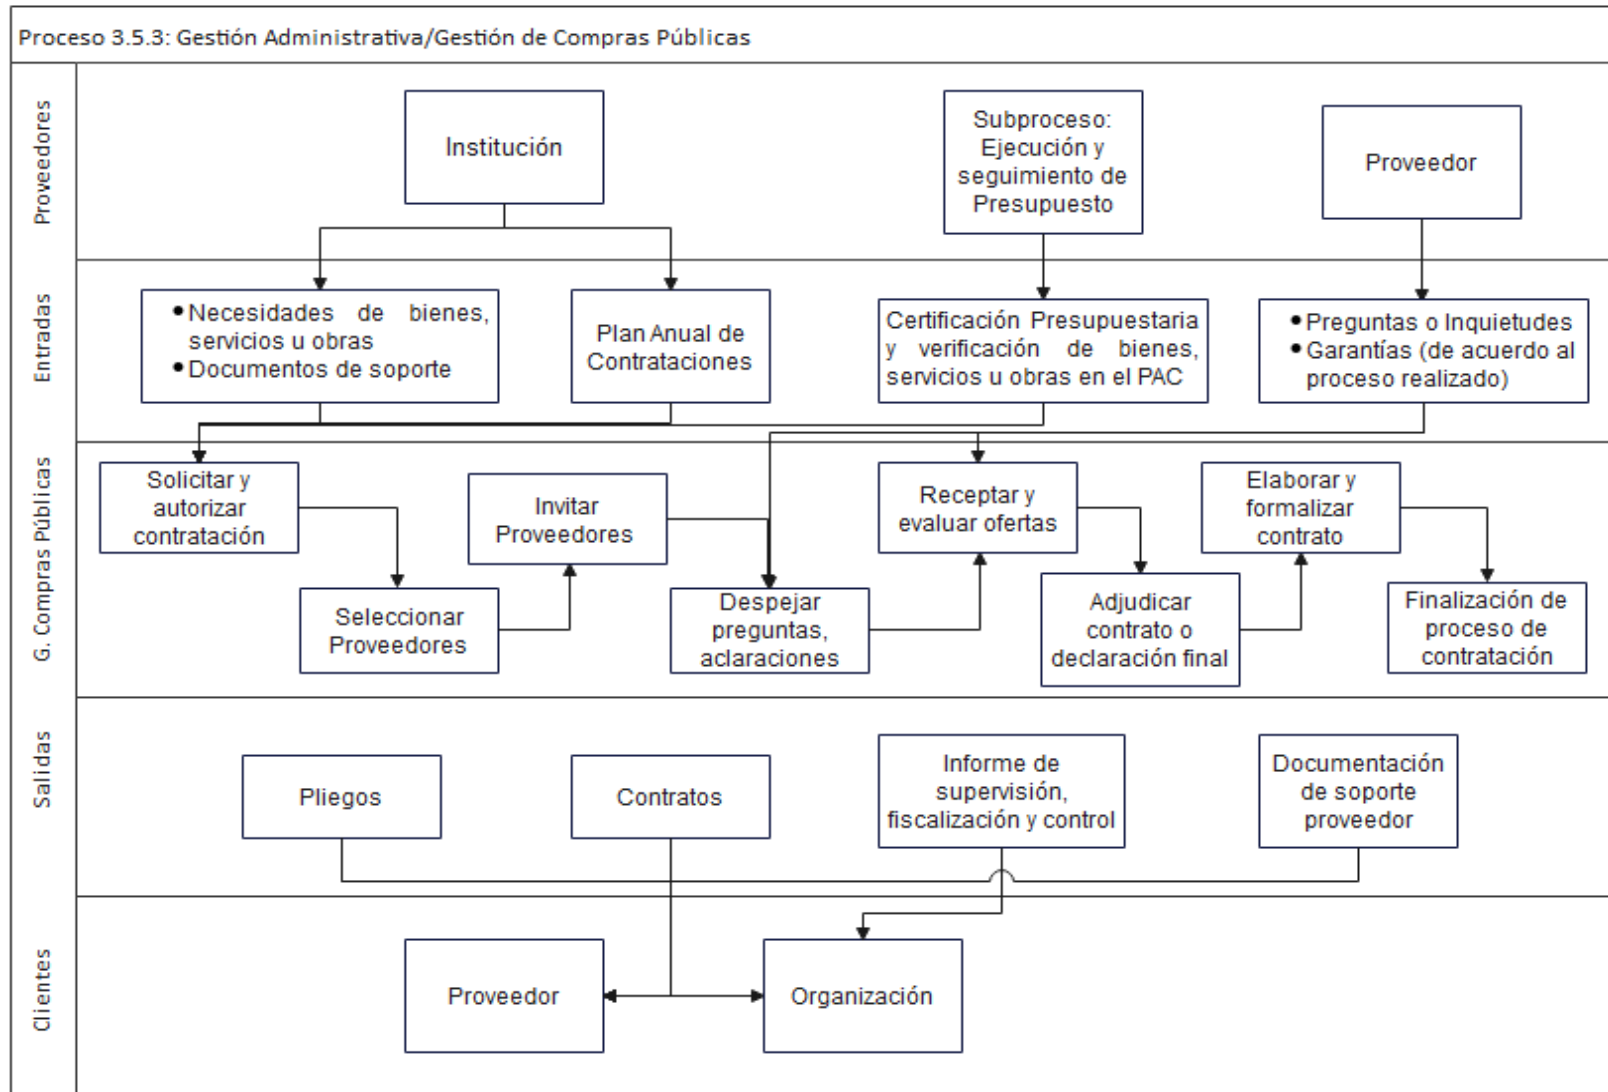 Proceso 3.5.3: Gestión Administrativa/Gestión de Compras Públicas
Proveedores
Institución
Subproceso:
Ejecución y
seguimiento de
Presupuesto
Proveedor
Entradas
• Necesidades de bienes,
servicios u obras
• Documentos de soporte
Plan Anual de
Contrataciones
Certificación Presupuestaria
y verificación de bienes,
servicios u obras en el PAC
• Preguntas o Inquietudes
• Garantías (de acuerdo al
proceso realizado)
G. Compras Públicas
Solicitar y
autorizar
contratación
Seleccionar
Proveedores
Invitar
Proveedores
Despejar
preguntas,
aclaraciones
Receptar y
evaluar ofertas
Adjudicar
contrato o
declaración final
Elaborar y
formalizar
contrato
Finalización de
proceso de
contratación
Salidas
Pliegos
Contratos
Informe de
supervisión,
fiscalización y control
Documentación
de soporte
proveedor
Clientes
Proveedor
Organización